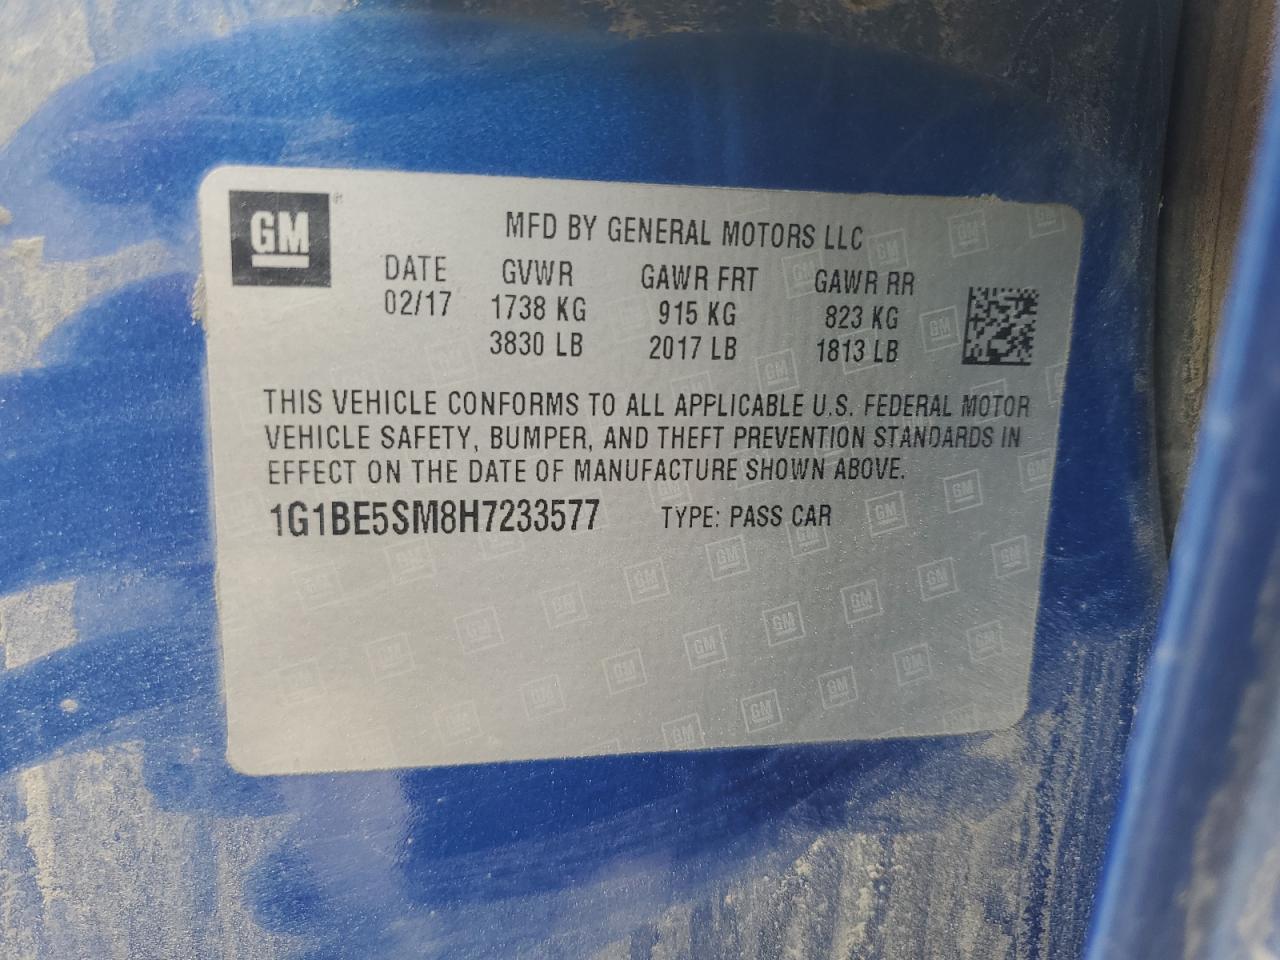 GM
MFD BY GENERAL MOTORS LLC
DATE GVWR GAWR FRT GAWR RR
02/17 1738 KG 915 KG 823 KG
3830 LB 2017 LB 1813 LB
THIS VEHICLE CONFORMS TO ALL APPLICABLE U.S. FEDERAL MOTOR
VEHICLE SAFETY, BUMPER, AND THEFT PREVENTION STANDARDS IN
EFFECT ON THE DATE OF MANUFACTURE SHOWN ABOVE.
1G1BE5SM8H7233577 TYPE: PASS CAR